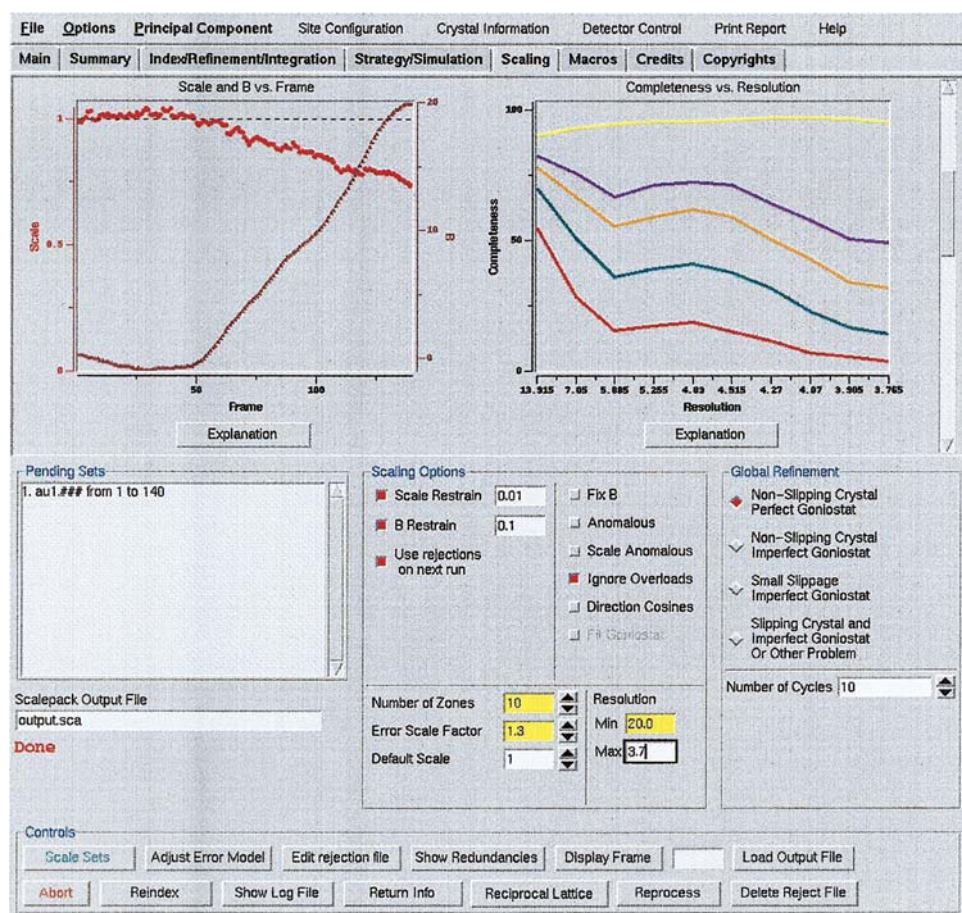 File Options Principal Component Site Configuration Crystal Information Detector Control Print Report Help
Main Summary Index/Refinement/Integration Strategy/Simulation Scaling Macros Credits Copyrights
Scale and B vs. Frame
1
0.5
0
Scale
20
10
0
B
50 100
Frame
Explanation
Completeness vs. Resolution
100
50
0
Completeness
13.915 7.05 5.885 5.255 4.83 4.515 4.27 4.07 3.905 3.765
Resolution
Explanation
Pending Sets
1. au1.### from 1 to 140
Scalepack Output File
output.sca
Done
Scaling Options
Scale Restrain 0.01
B Restrain 0.1
Use rejections
on next run
Fix B
Anomalous
Scale Anomalous
Ignore Overloads
Direction Cosines
Fit Goniostat
Number of Zones 10
Error Scale Factor 1.3
Default Scale 1
Resolution
Min 20.0
Max 3.7
Global Refinement
Non-Slipping Crystal
Perfect Goniostat
Non-Slipping Crystal
Imperfect Goniostat
Small Slippage
Imperfect Goniostat
Slipping Crystal and
Imperfect Goniostat
Or Other Problem
Number of Cycles 10
Controls
Scale Sets Adjust Error Model Edit rejection file Show Redundancies Display Frame Load Output File
Abort Reindex Show Log File Return Info Reciprocal Lattice Reprocess Delete Reject File